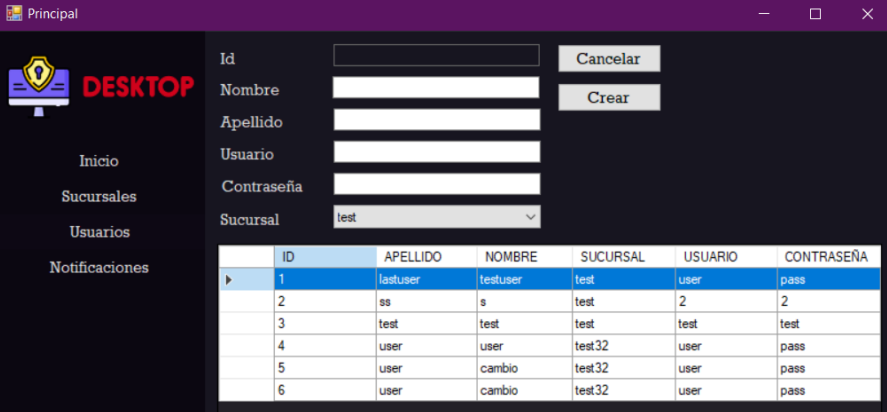 Principal
DESKTOP
Inicio
Sucursales
Usuarios
Notificaciones
Id
Cancelar
Nombre
Crear
Apellido
Usuario
Contraseña
Sucursal test
ID APELLIDO NOMBRE SUCURSAL USUARIO CONTRASEÑA
1 lastuser testuser test user pass
2 ss s test 2 2
3 test test test test test
4 user user test32 user pass
5 user cambio test32 user pass
6 user cambio test32 user pass